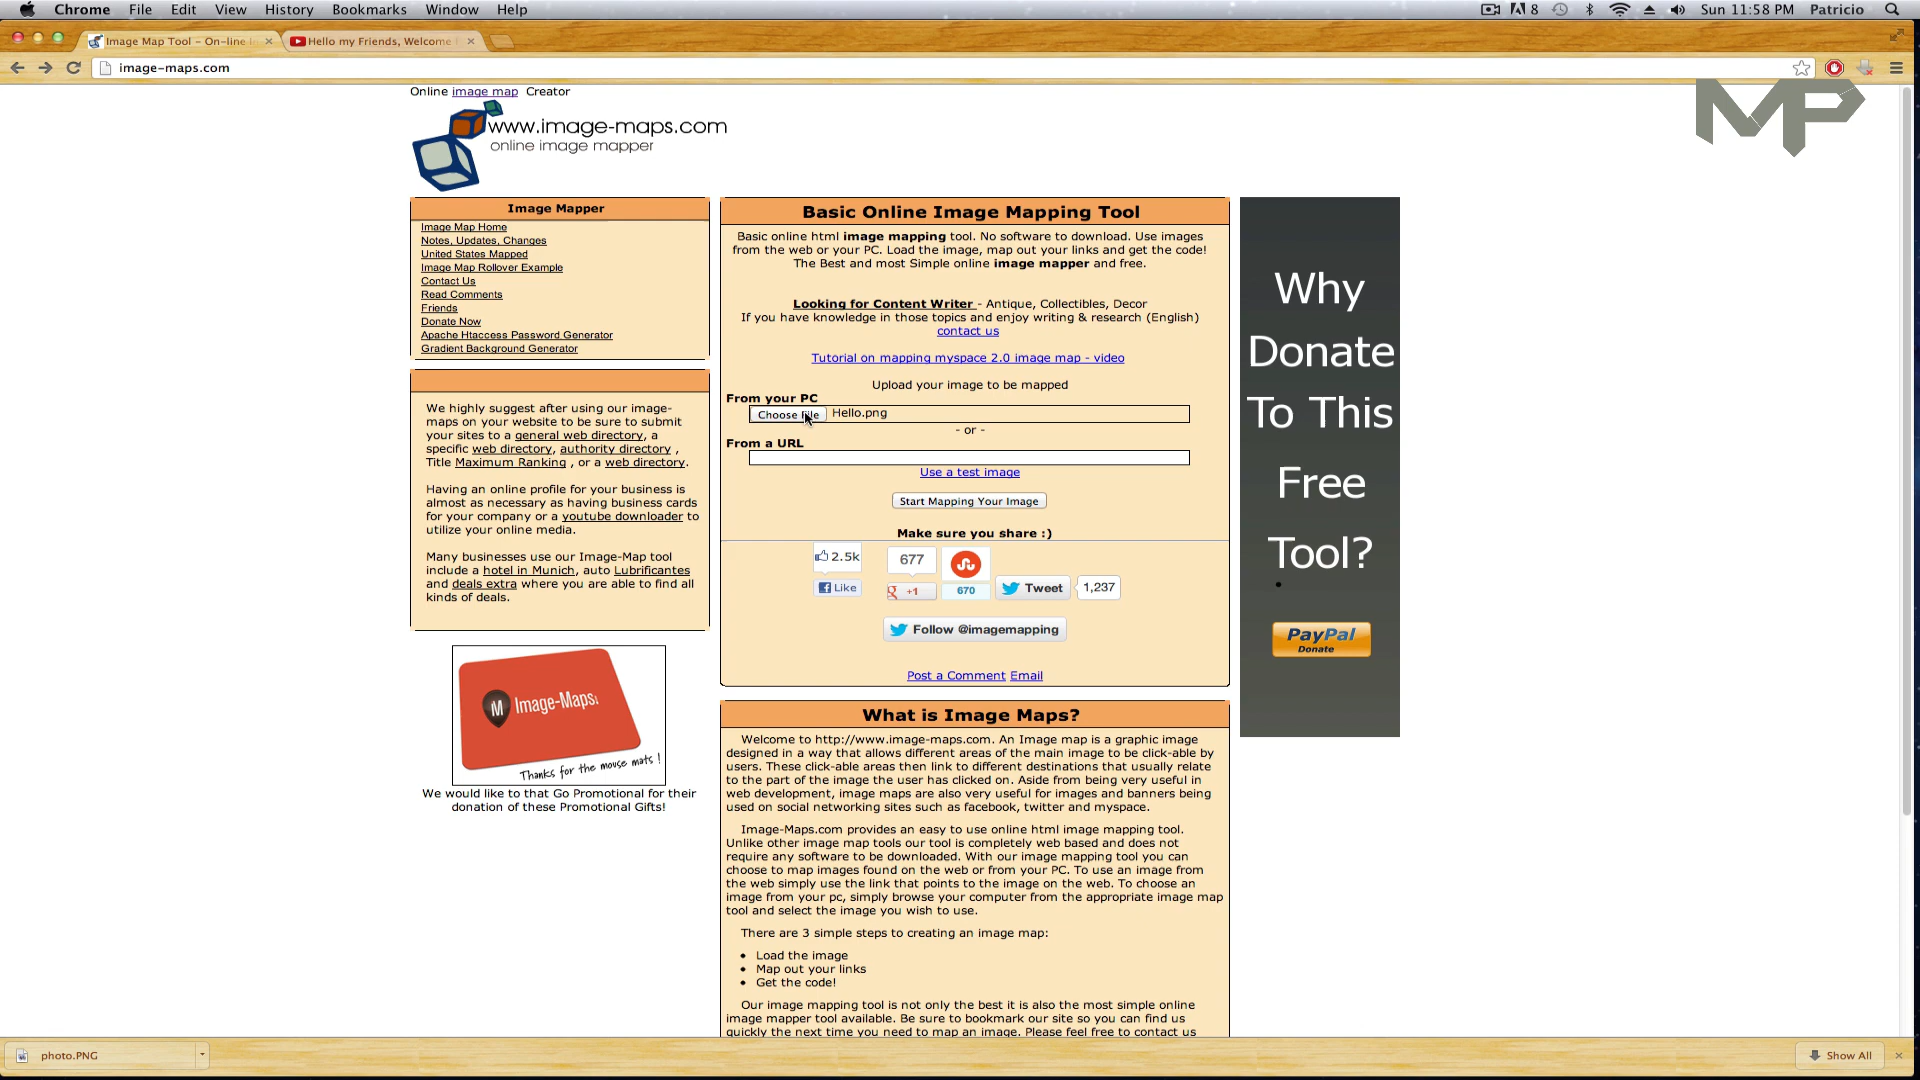 Chrome File Edit View History Bookmarks Window Help
8 Sun 11:58 PM Patricio
Image Map Tool - On-line I
Hello my Friends, Welcome
image-maps.com
MP
Online image map Creator
www.image-maps.com
online image mapper
Image Mapper
Image Map Home
Notes, Updates, Changes
United States Mapped
Image Map Rollover Example
Contact Us
Read Comments
Friends
Donate Now
Apache Htaccess Password Generator
Gradient Background Generator
We highly suggest after using our image-
maps on your website to be sure to submit
your sites to a general web directory, a
specific web directory, authority directory ,
Title Maximum Ranking , or a web directory.
Having an online profile for your business is
almost as necessary as having business cards
for your company or a youtube downloader to
utilize your online media.
Many businesses use our Image-Map tool
include a hotel in Munich, auto Lubrificantes
and deals extra where you are able to find all
kinds of deals.
M Image-Maps
Thanks for the mouse mats !
We would like to that Go Promotional for their
donation of these Promotional Gifts!
Basic Online Image Mapping Tool
Basic online html image mapping tool. No software to download. Use images
from the web or your PC. Load the image, map out your links and get the code!
The Best and most Simple online image mapper and free.
Looking for Content Writer - Antique, Collectibles, Decor
If you have knowledge in those topics and enjoy writing & research (English)
contact us
Tutorial on mapping myspace 2.0 image map - video
Upload your image to be mapped
From your PC
Choose File Hello.png
- or -
From a URL
Use a test image
Start Mapping Your Image
Make sure you share :)
2.5k
Like
677
+1
670
Tweet 1,237
Follow @imagemapping
Post a Comment Email
What is Image Maps?
Welcome to http://www.image-maps.com. An Image map is a graphic image
designed in a way that allows different areas of the main image to be click-able by
users. These click-able areas then link to different destinations that usually relate
to the part of the image the user has clicked on. Aside from being very useful in
web development, image maps are also very useful for images and banners being
used on social networking sites such as facebook, twitter and myspace.
Image-Maps.com provides an easy to use online html image mapping tool.
Unlike other image map tools our tool is completely web based and does not
require any software to be downloaded. With our image mapping tool you can
choose to map images found on the web or from your PC. To use an image from
the web simply use the link that points to the image on the web. To choose an
image from your pc, simply browse your computer from the appropriate image map
tool and select the image you wish to use.
There are 3 simple steps to creating an image map:
• Load the image
• Map out your links
• Get the code!
Our image mapping tool is not only the best it is also the most simple online
image mapper tool available. Be sure to bookmark our site so you can find us
quickly the next time you need to map an image. Please feel free to contact us
Why
Donate
To This
Free
Tool?
PayPal
Donate
photo.PNG
Show All